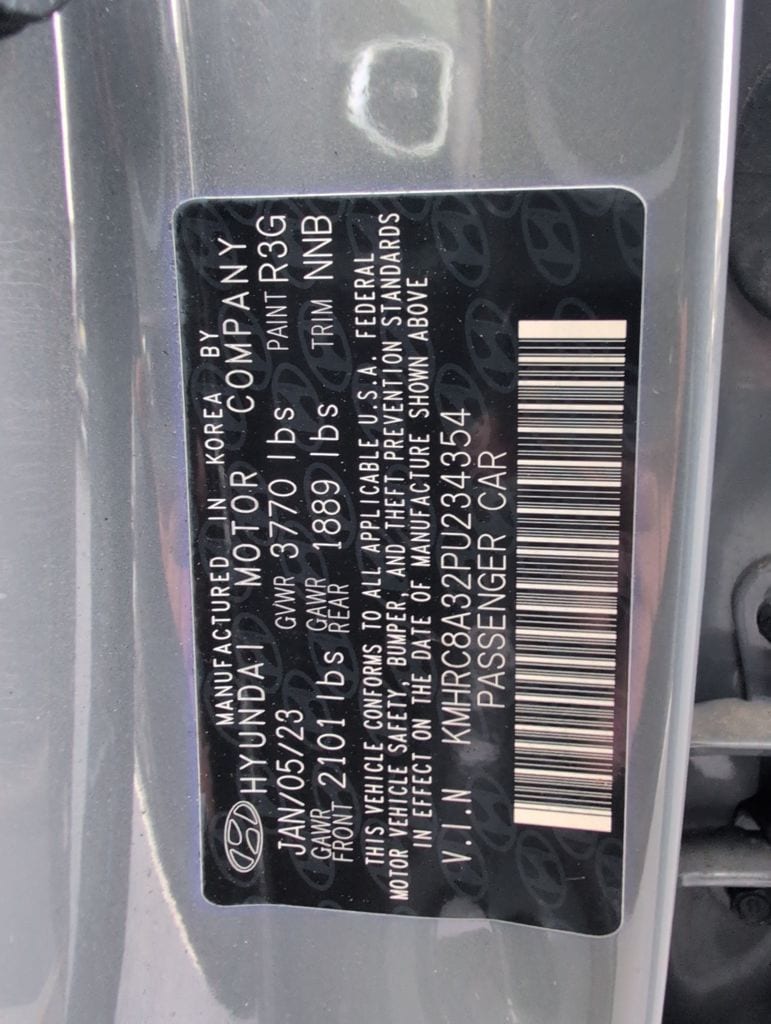 MANUFACTURED IN KOREA BY
HYUNDAI MOTOR COMPANY
JAN/05/23 GVWR 3770 lbs PAINT R3G
GAWR FRONT 2101 lbs GAWR REAR 1889 lbs TRIM NNB
THIS VEHICLE CONFORMS TO ALL APPLICABLE U.S.A. FEDERAL
MOTOR VEHICLE SAFETY, BUMPER, AND THEFT PREVENTION STANDARDS
IN EFFECT ON THE DATE OF MANUFACTURE SHOWN ABOVE
V.I.N KMHRC8A32PU234354
PASSENGER CAR